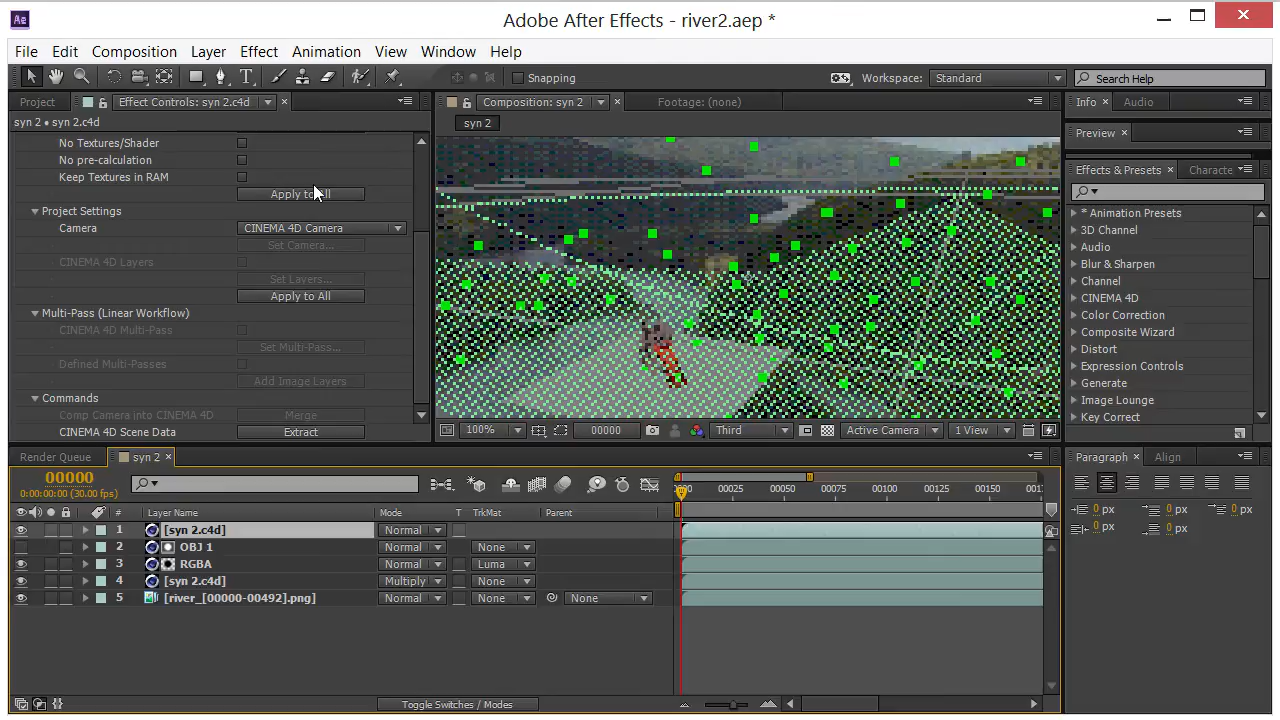 Ae
Adobe After Effects - river2.aep *
File Edit Composition Layer Effect Animation View Window Help
T Snapping Workspace: Standard Search Help
Project Effect Controls: syn 2.c4d
Composition: syn 2 Footage: (none)
Info Audio
syn 2 • syn 2.c4d
syn 2
Preview
No Textures/Shader
No pre-calculation
Keep Textures in RAM
Apply to All
Project Settings
Camera CINEMA 4D Camera
Set Camera...
CINEMA 4D Layers
Set Layers...
Apply to All
Multi-Pass (Linear Workflow)
CINEMA 4D Multi-Pass
Set Multi-Pass...
Defined Multi-Passes
Add Image Layers
Commands
Comp Camera into CINEMA 4D Merge
CINEMA 4D Scene Data Extract
100% 00000 Third Active Camera 1 View
Effects & Presets Characte
* Animation Presets
3D Channel
Audio
Blur & Sharpen
Channel
CINEMA 4D
Color Correction
Composite Wizard
Distort
Expression Controls
Generate
Image Lounge
Key Correct
Render Queue syn 2
00000
0:00:00:00 (30.00 fps)
00025 00050 00075 00100 00125 00150
# Layer Name Mode T TrkMat Parent
1 [syn 2.c4d] Normal
2 OBJ 1 Normal None
3 RGBA Normal Luma
4 [syn 2.c4d] Multiply None
5 [river_[00000-00492].png] Normal None None
Toggle Switches / Modes
Paragraph Align
0 px 0 px 0 px
0 px 0 px